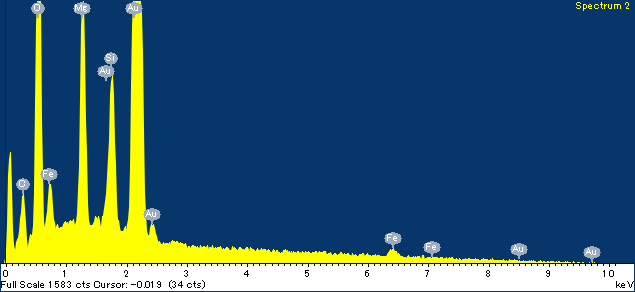 Spectrum 2
O Mg Au
Si
Au
C Fe
Au
Fe
Fe Au Au
0 1 2 3 4 5 6 7 8 9 10
Full Scale 1583 cts Cursor: -0.019 (34 cts) keV